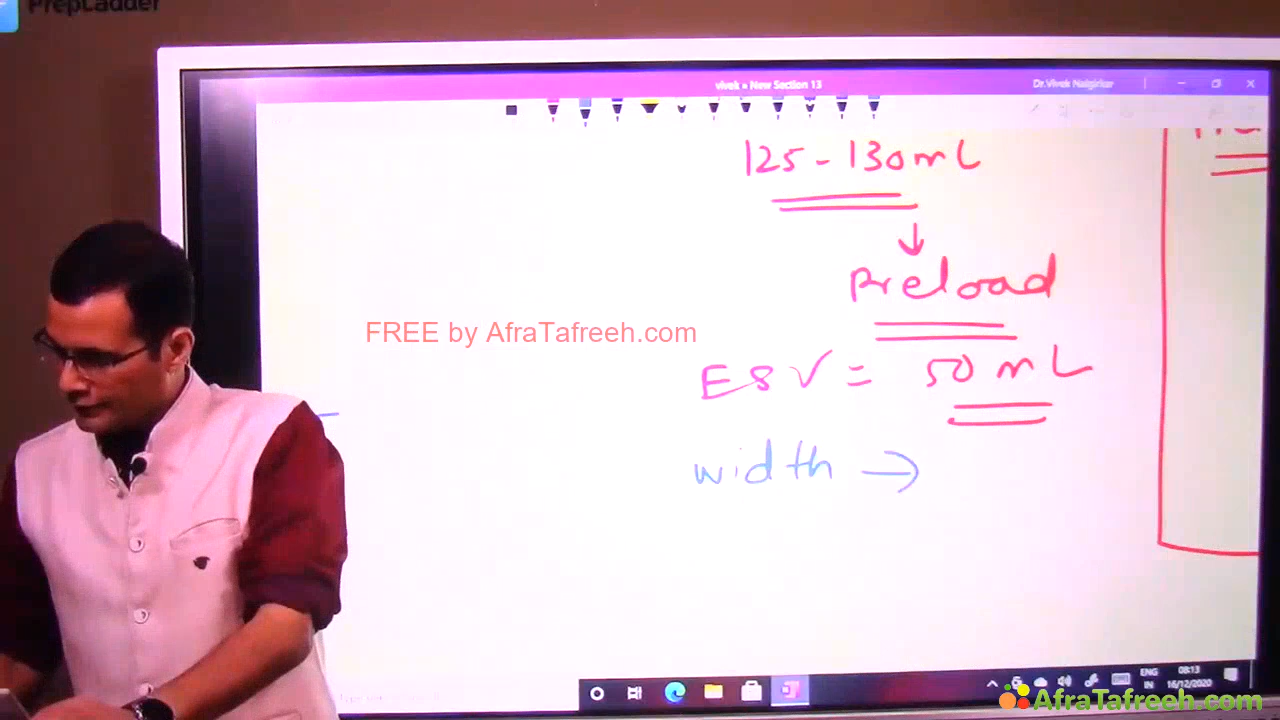 PrepLadder
vivek » New Section 13
Dr.Vivek Nalgirkar
125 - 130 mL
↓
Preload
FREE by AfraTafreeh.com
ESV = 50 mL
width →
ENG
IN
08:13
16/12/2020
AfraTafreeh.com